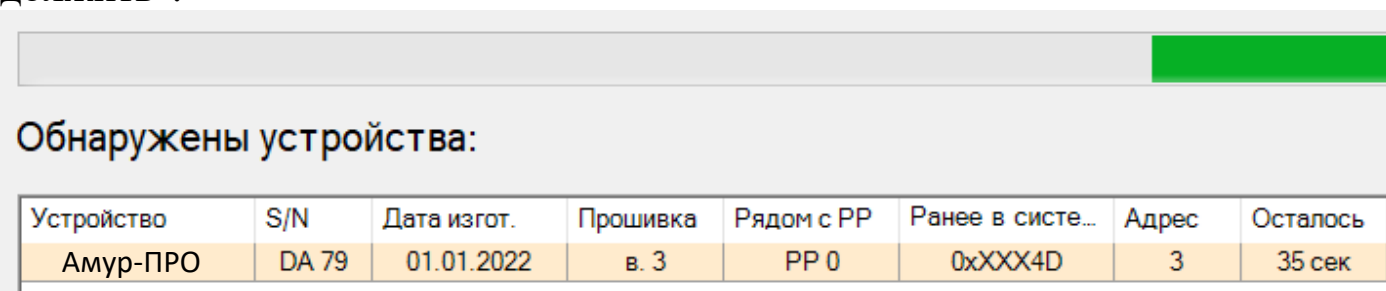 Обнаружены устройства:
Устройство S/N Дата изгот. Прошивка Рядом с РР Ранее в систе... Адрес Осталось
Амур-ПРО DA 79 01.01.2022 в. 3 РР 0 0xXXX4D 3 35 сек